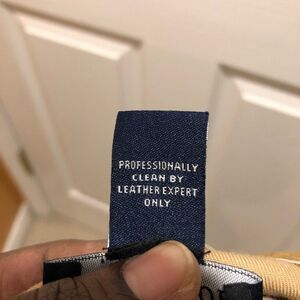 PROFESSIONALLY
CLEAN BY
LEATHER EXPERT
ONLY